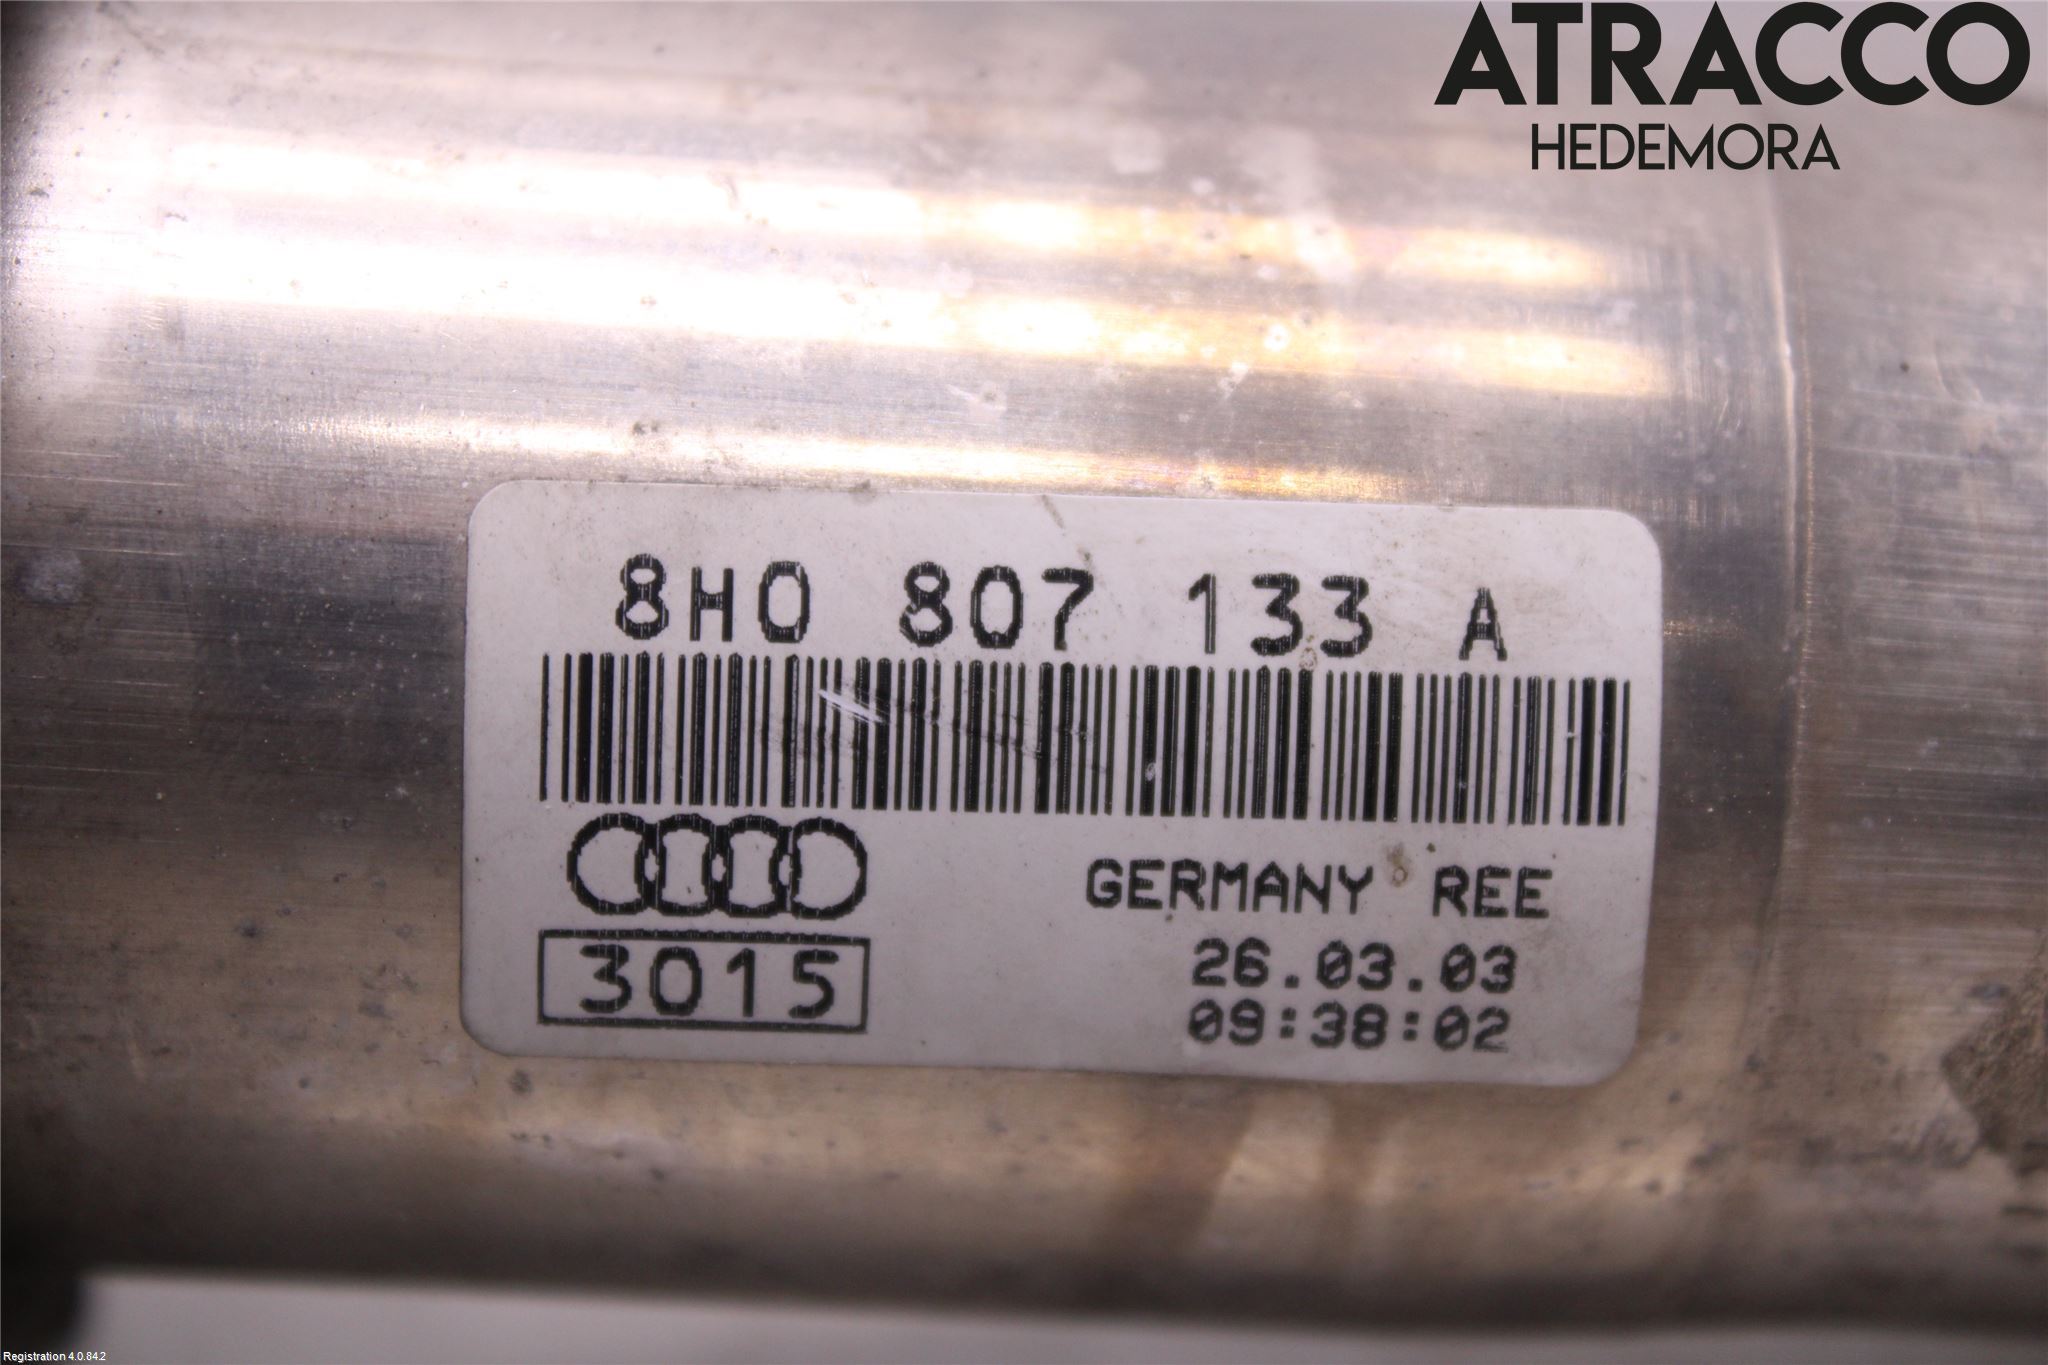 ATRACCO
HEDEMORA
8H0 807 133 A
GERMANY REE
3015
26.03.03
09:38:02
Registration 4.0.84.2